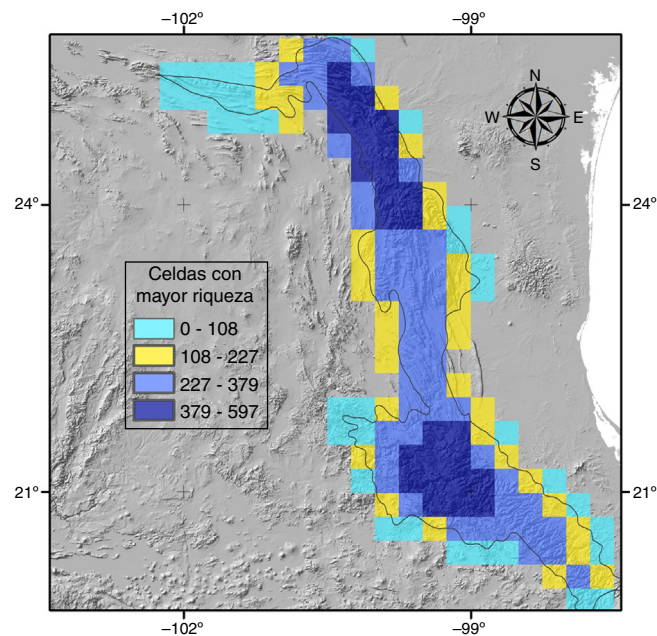 –102° –99°
N
W E
S
24° 24°
Celdas con
mayor riqueza
0 - 108
108 - 227
227 - 379
379 - 597
21° 21°
–102° –99°